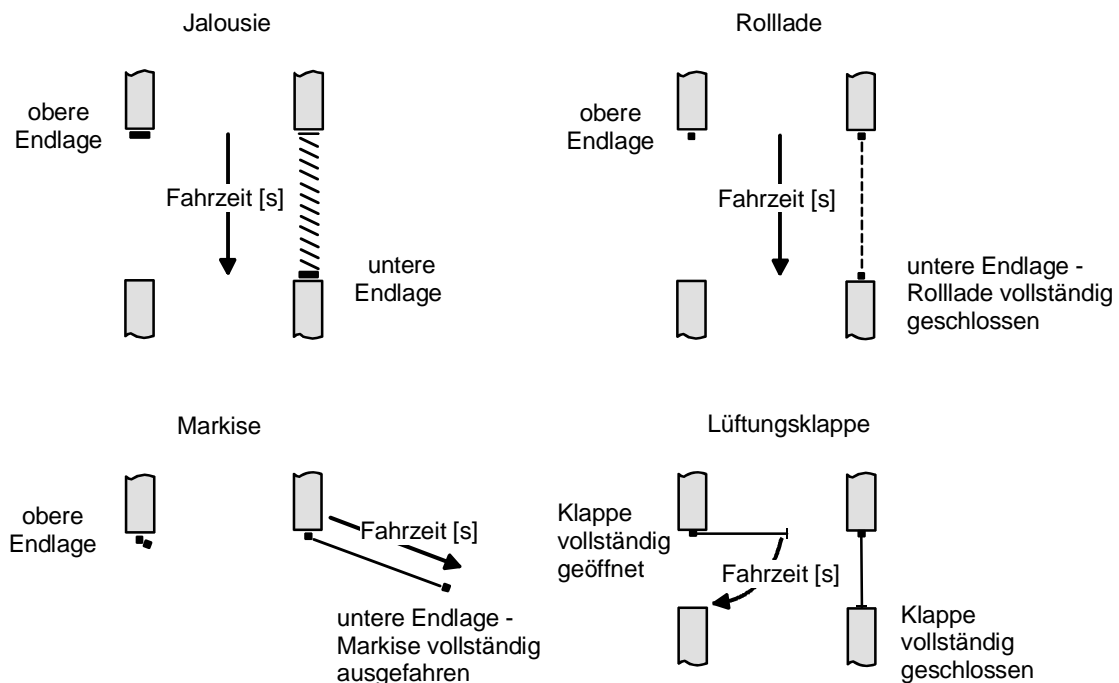 Jalousie
obere
Endlage
Fahrzeit [s]
untere
Endlage
Rolllade
obere
Endlage
Fahrzeit [s]
untere Endlage -
Rolllade vollständig
geschlossen
Markise
obere
Endlage
Fahrzeit [s]
untere Endlage -
Markise vollständig
ausgefahren
Lüftungsklappe
Klappe
vollständig
geöffnet
Fahrzeit [s]
Klappe
vollständig
geschlossen